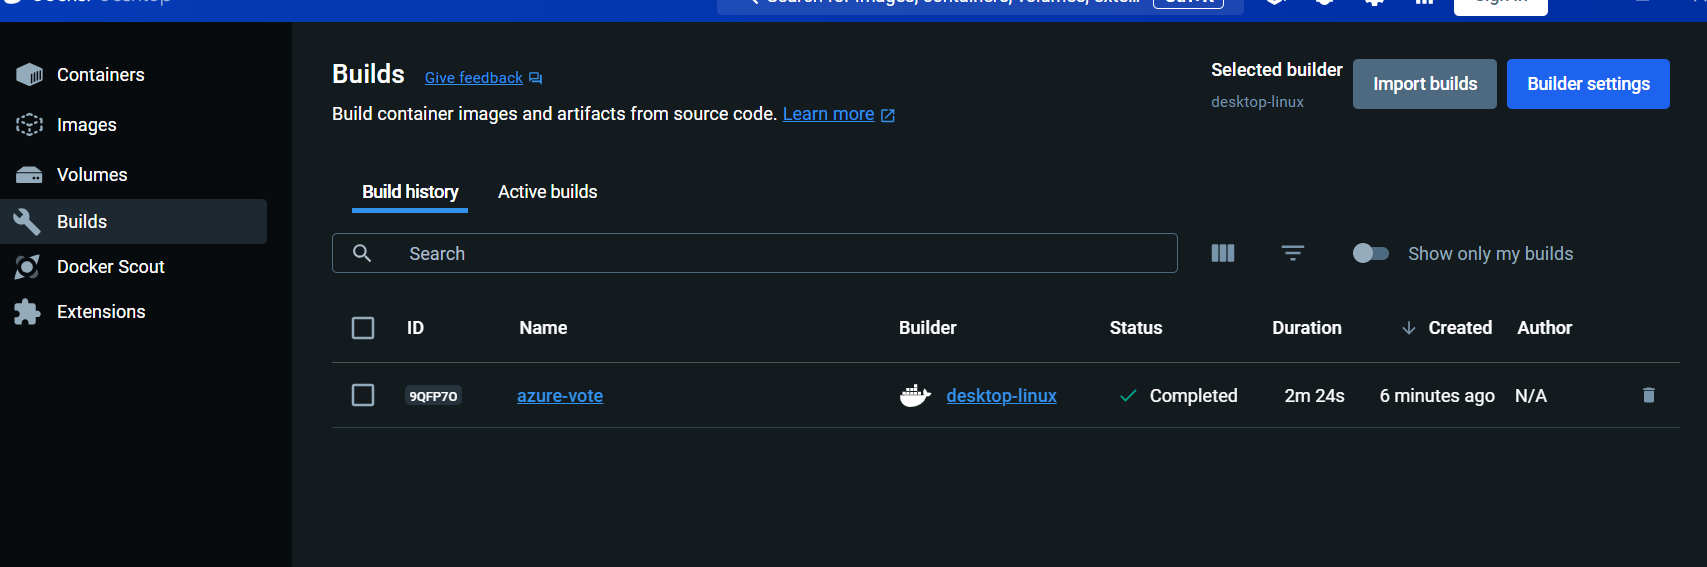 Containers
Images
Volumes
Builds
Docker Scout
Extensions
Builds Give feedback
Build container images and artifacts from source code. Learn more
Selected builder
desktop-linux
Import builds
Builder settings
Build history Active builds
Search
Show only my builds
ID Name Builder Status Duration Created Author
9QFP7O azure-vote desktop-linux Completed 2m 24s 6 minutes ago N/A